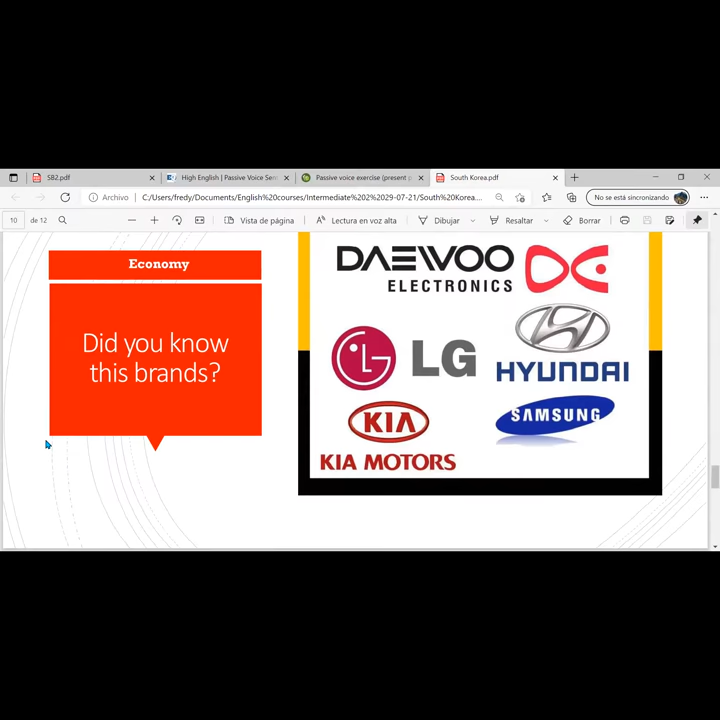 SB2.pdf
High English | Passive Voice Sem
Passive voice exercise (present p
South Korea.pdf
Archivo
C:/Users/fredy/Documents/English%20courses/Intermediate%202%2029-07-21/South%20Korea...
No se está sincronizando
10
de 12
Vista de página
Lectura en voz alta
Dibujar
Resaltar
Borrar
Economy
Did you know
this brands?
DAEWOO
ELECTRONICS
LG
HYUNDAI
KIA
SAMSUNG
KIA MOTORS